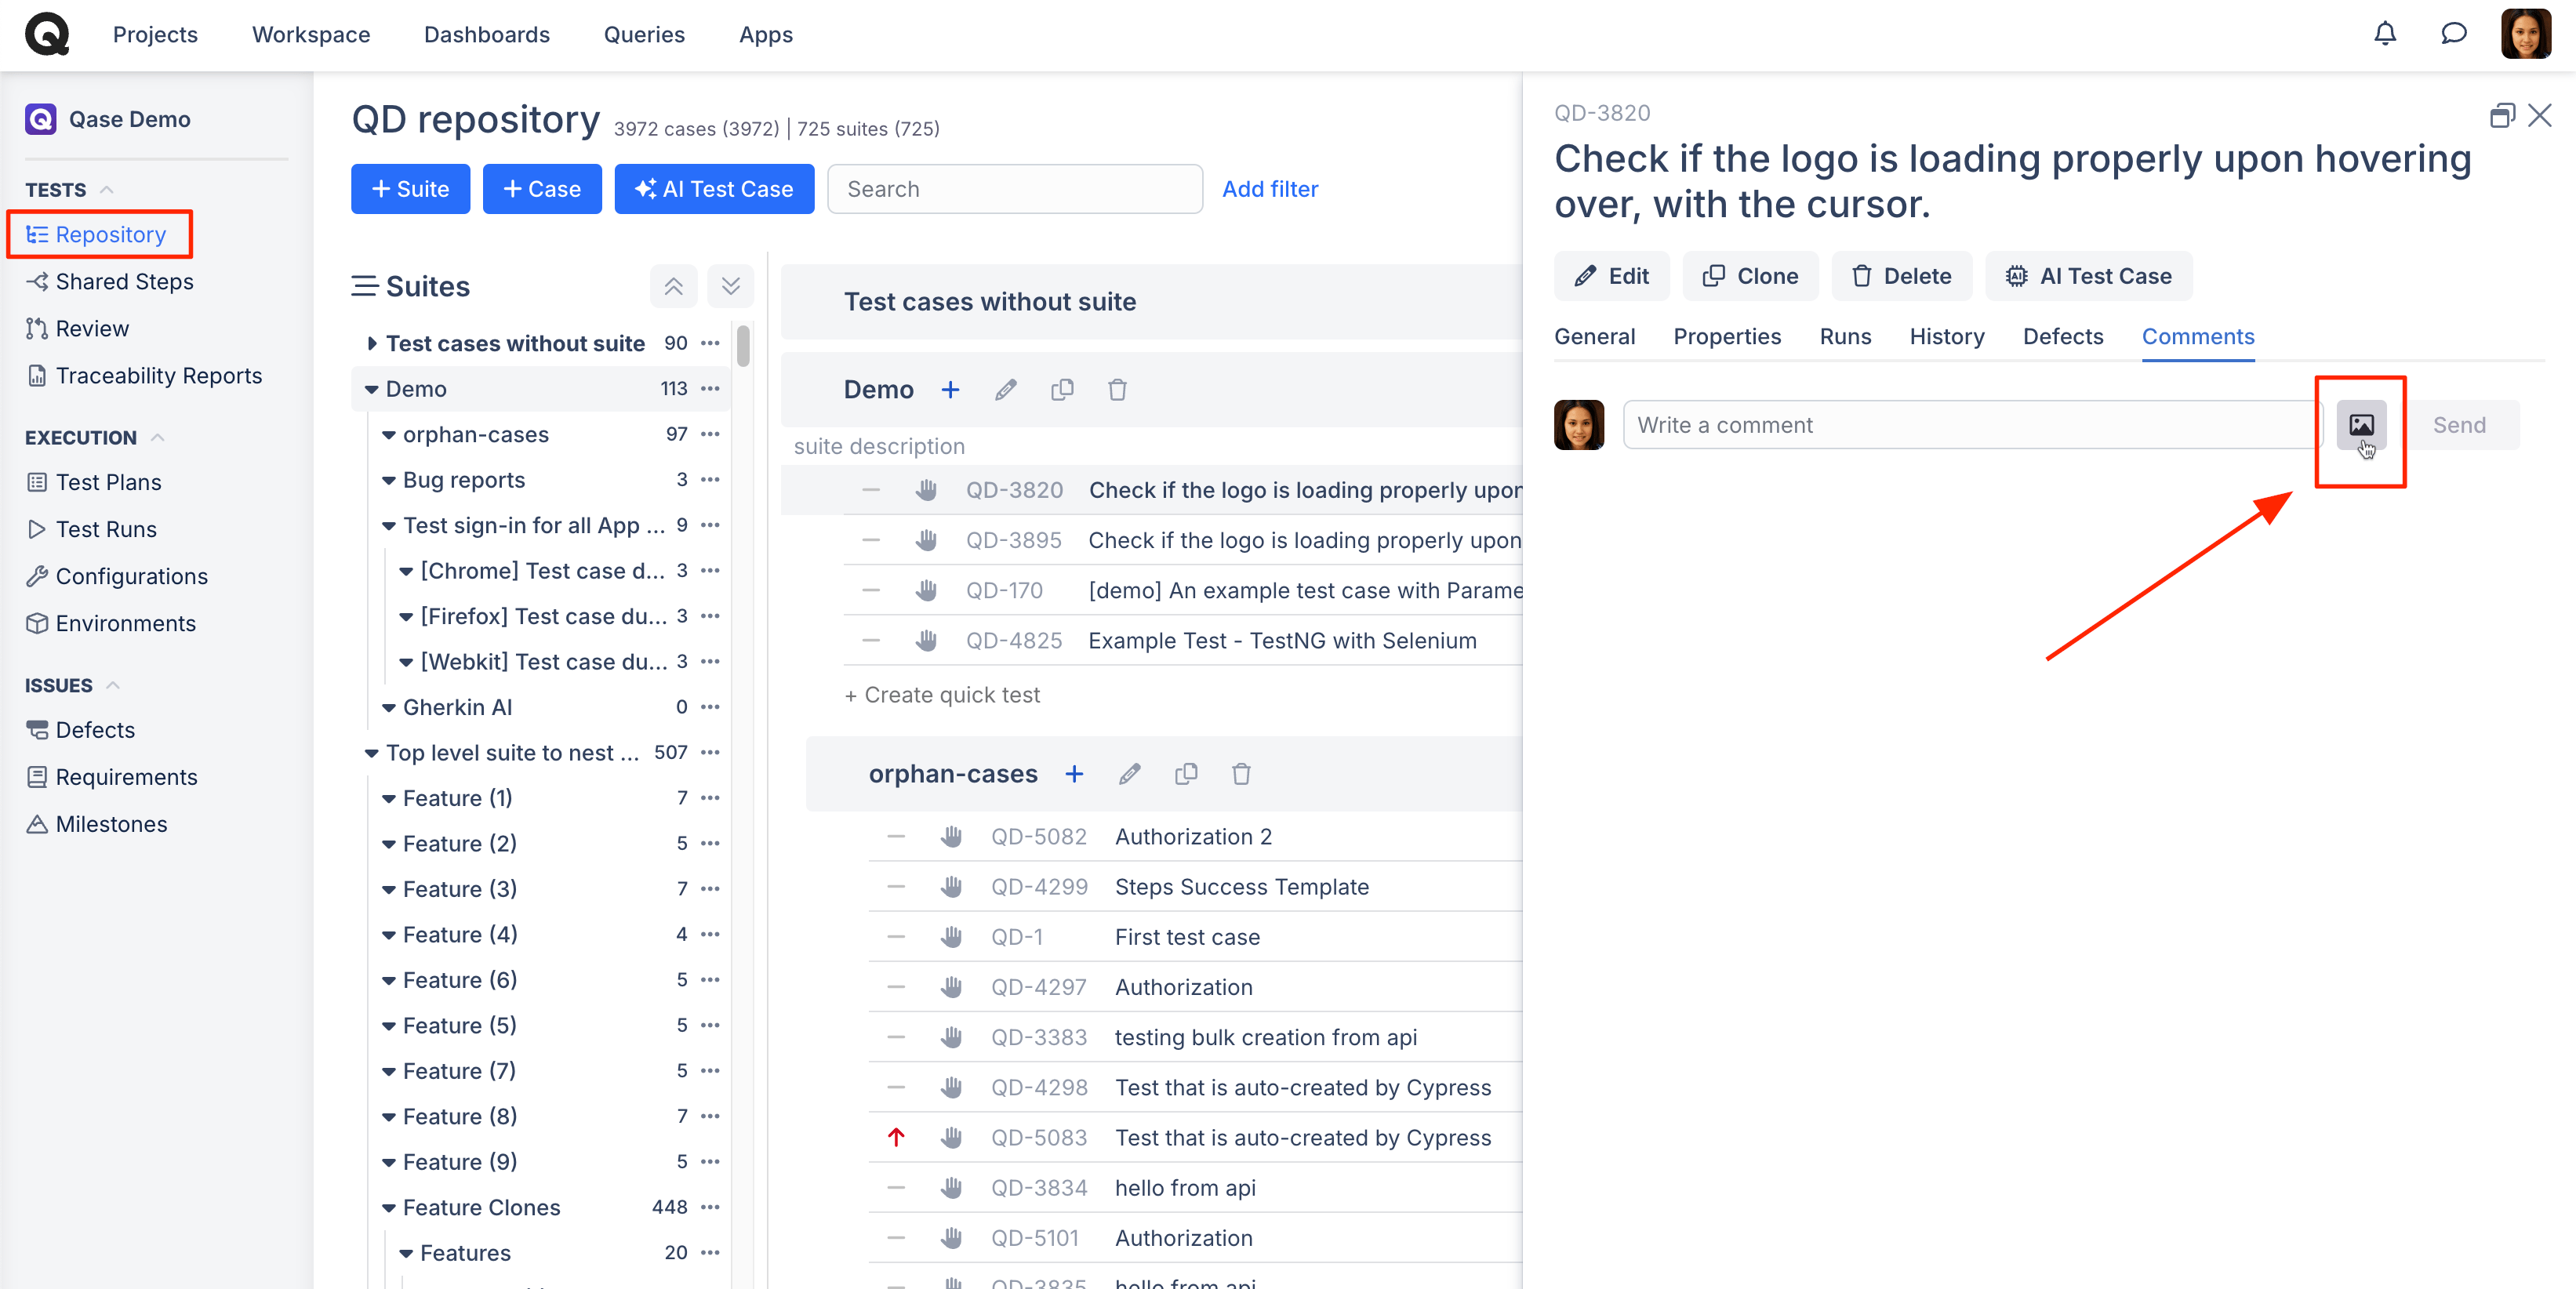 Projects Workspace Dashboards Queries Apps
Qase Demo
TESTS
Repository
Shared Steps
Review
Traceability Reports
EXECUTION
Test Plans
Test Runs
Configurations
Environments
ISSUES
Defects
Requirements
Milestones
QD repository 3972 cases (3972) | 725 suites (725)
+ Suite + Case AI Test Case Search Add filter
Suites
Test cases without suite 90
Demo 113
orphan-cases 97
Bug reports 3
Test sign-in for all App ... 9
[Chrome] Test case d... 3
[Firefox] Test case du... 3
[Webkit] Test case du... 3
Gherkin AI 0
Top level suite to nest ... 507
Feature (1) 7
Feature (2) 5
Feature (3) 7
Feature (4) 4
Feature (6) 5
Feature (5) 5
Feature (7) 5
Feature (8) 7
Feature (9) 5
Feature Clones 448
Features 20
Test cases without suite
Demo
suite description
QD-3820 Check if the logo is loading properly upon
QD-3895 Check if the logo is loading properly upon
QD-170 [demo] An example test case with Parame
QD-4825 Example Test - TestNG with Selenium
+ Create quick test
orphan-cases
QD-5082 Authorization 2
QD-4299 Steps Success Template
QD-1 First test case
QD-4297 Authorization
QD-3383 testing bulk creation from api
QD-4298 Test that is auto-created by Cypress
QD-5083 Test that is auto-created by Cypress
QD-3834 hello from api
QD-5101 Authorization
QD-3835 hello from api
QD-3820
Check if the logo is loading properly upon hovering
over, with the cursor.
Edit Clone Delete AI Test Case
General Properties Runs History Defects Comments
Write a comment Send